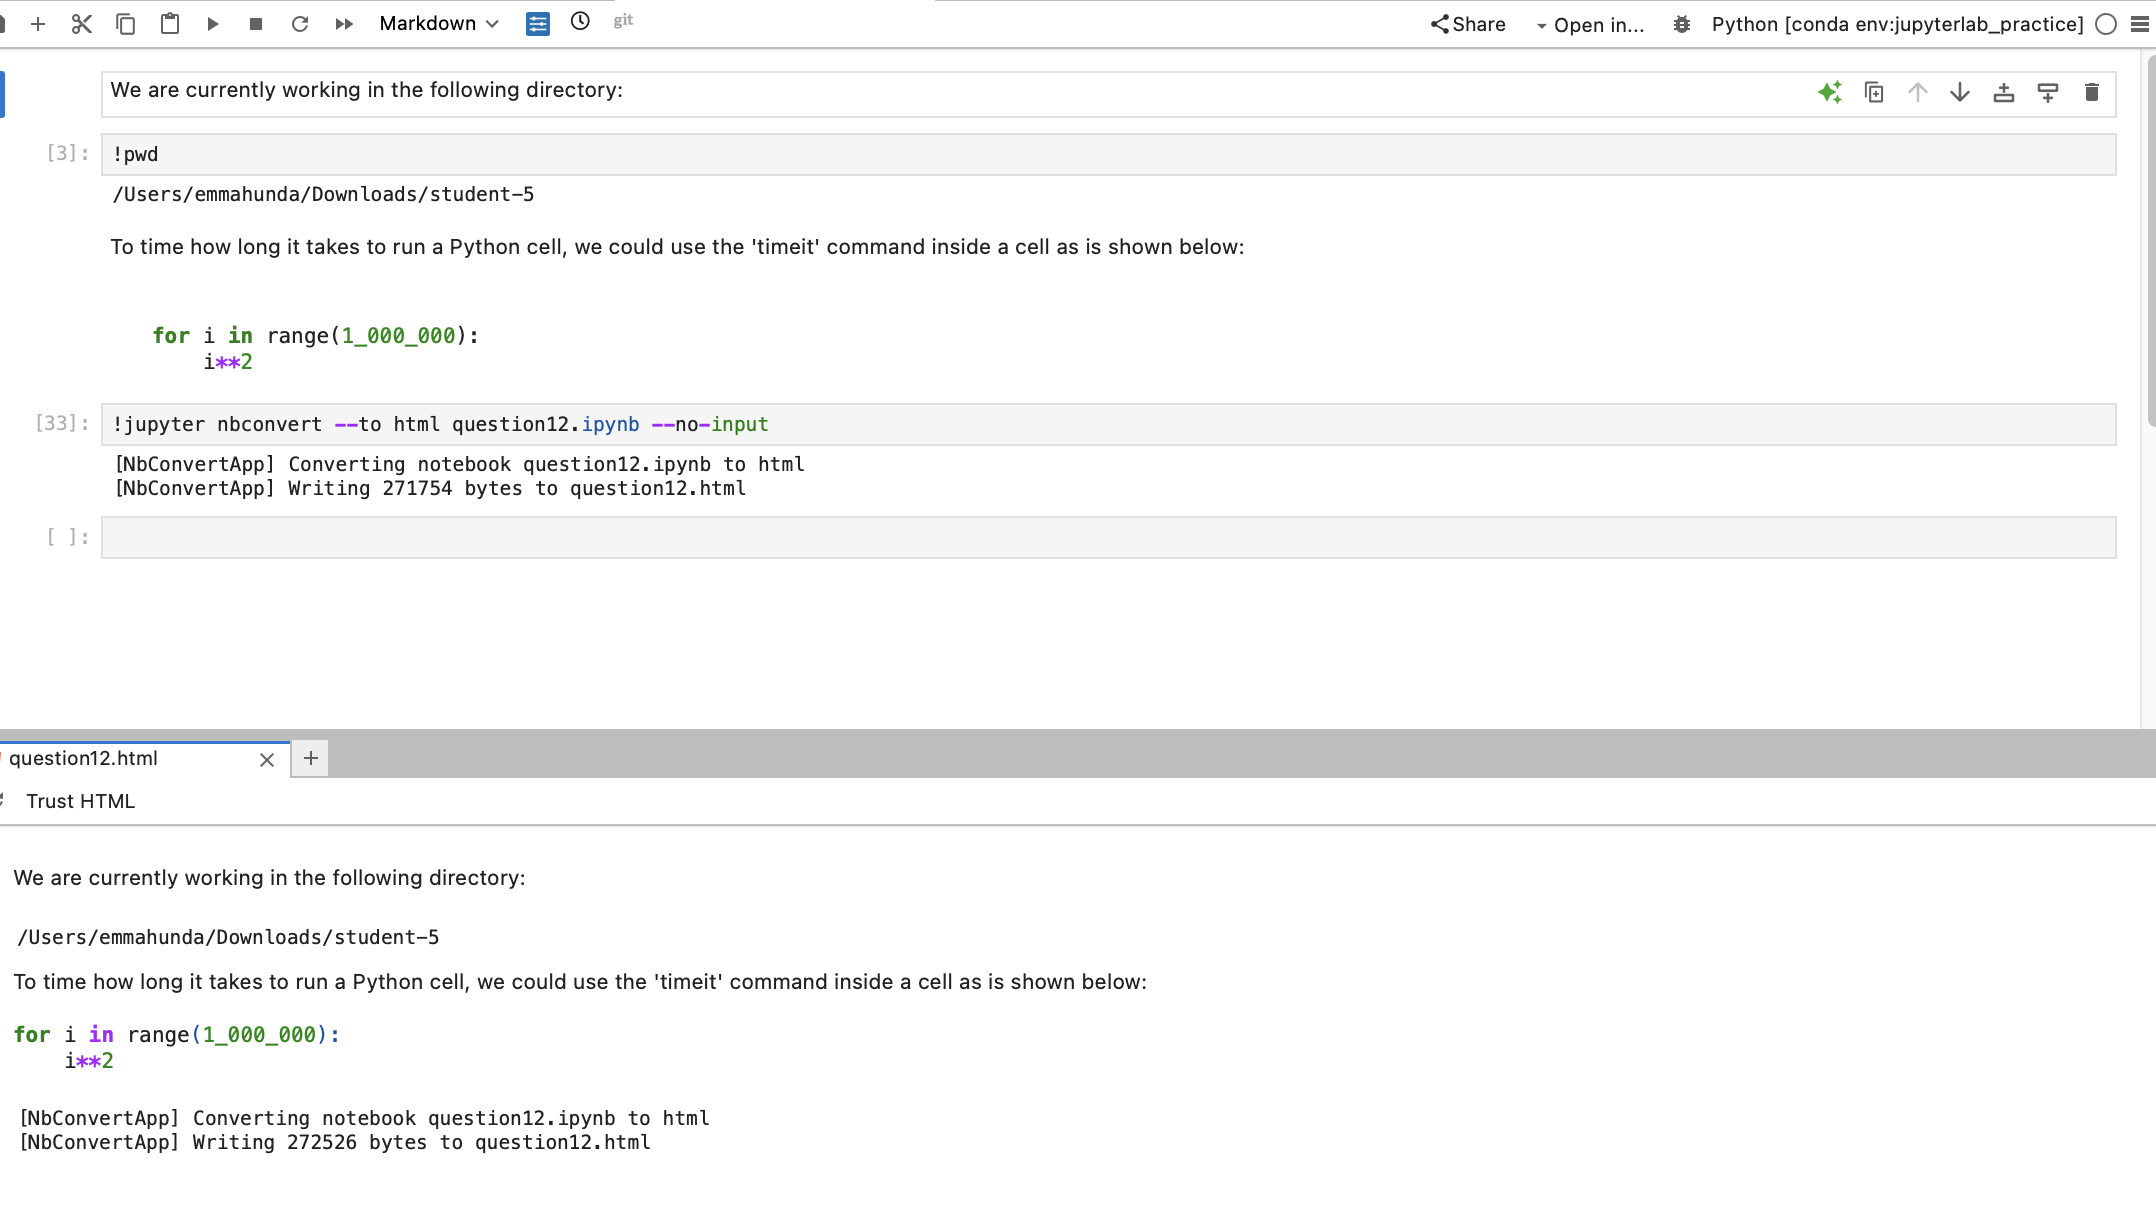 Markdown
git
Share
Open in...
Python [conda env:jupyterlab_practice]
We are currently working in the following directory:
[3]:
!pwd
/Users/emmahunda/Downloads/student-5
To time how long it takes to run a Python cell, we could use the 'timeit' command inside a cell as is shown below:
for i in range(1_000_000):
    i**2
[33]:
!jupyter nbconvert --to html question12.ipynb --no-input
[NbConvertApp] Converting notebook question12.ipynb to html
[NbConvertApp] Writing 271754 bytes to question12.html
[ ]:
question12.html
Trust HTML
We are currently working in the following directory:
/Users/emmahunda/Downloads/student-5
To time how long it takes to run a Python cell, we could use the 'timeit' command inside a cell as is shown below:
for i in range(1_000_000):
    i**2
[NbConvertApp] Converting notebook question12.ipynb to html
[NbConvertApp] Writing 272526 bytes to question12.html